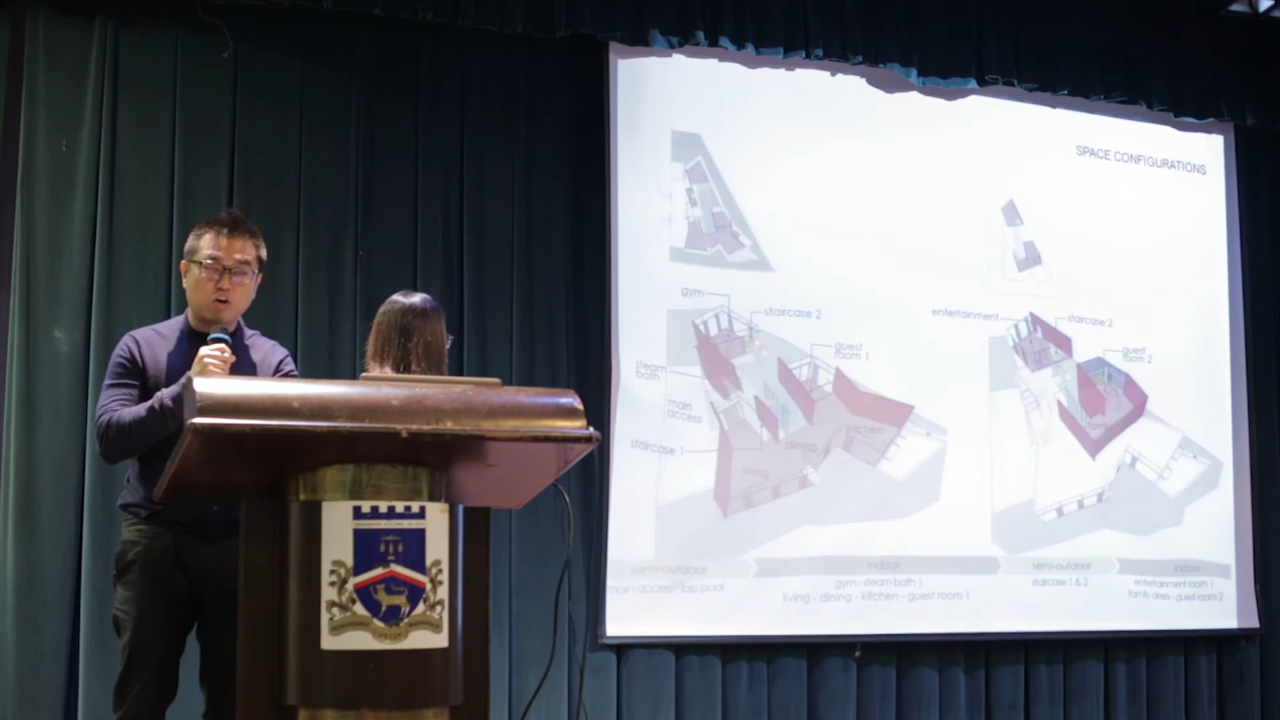 SPACE CONFIGURATIONS
gym
staircase 2
guest
room 1
steam
bath
main
access
staircase 1
kitchen
dining
living
entertainment
staircase 2
guest
room 2
semi-outdoor
indoor
semi-outdoor
indoor
main access - lap pool
gym - steam bath |
living - dining - kitchen - guest room 1
staircase 1 & 2
entertainment room |
family area - guest room 2